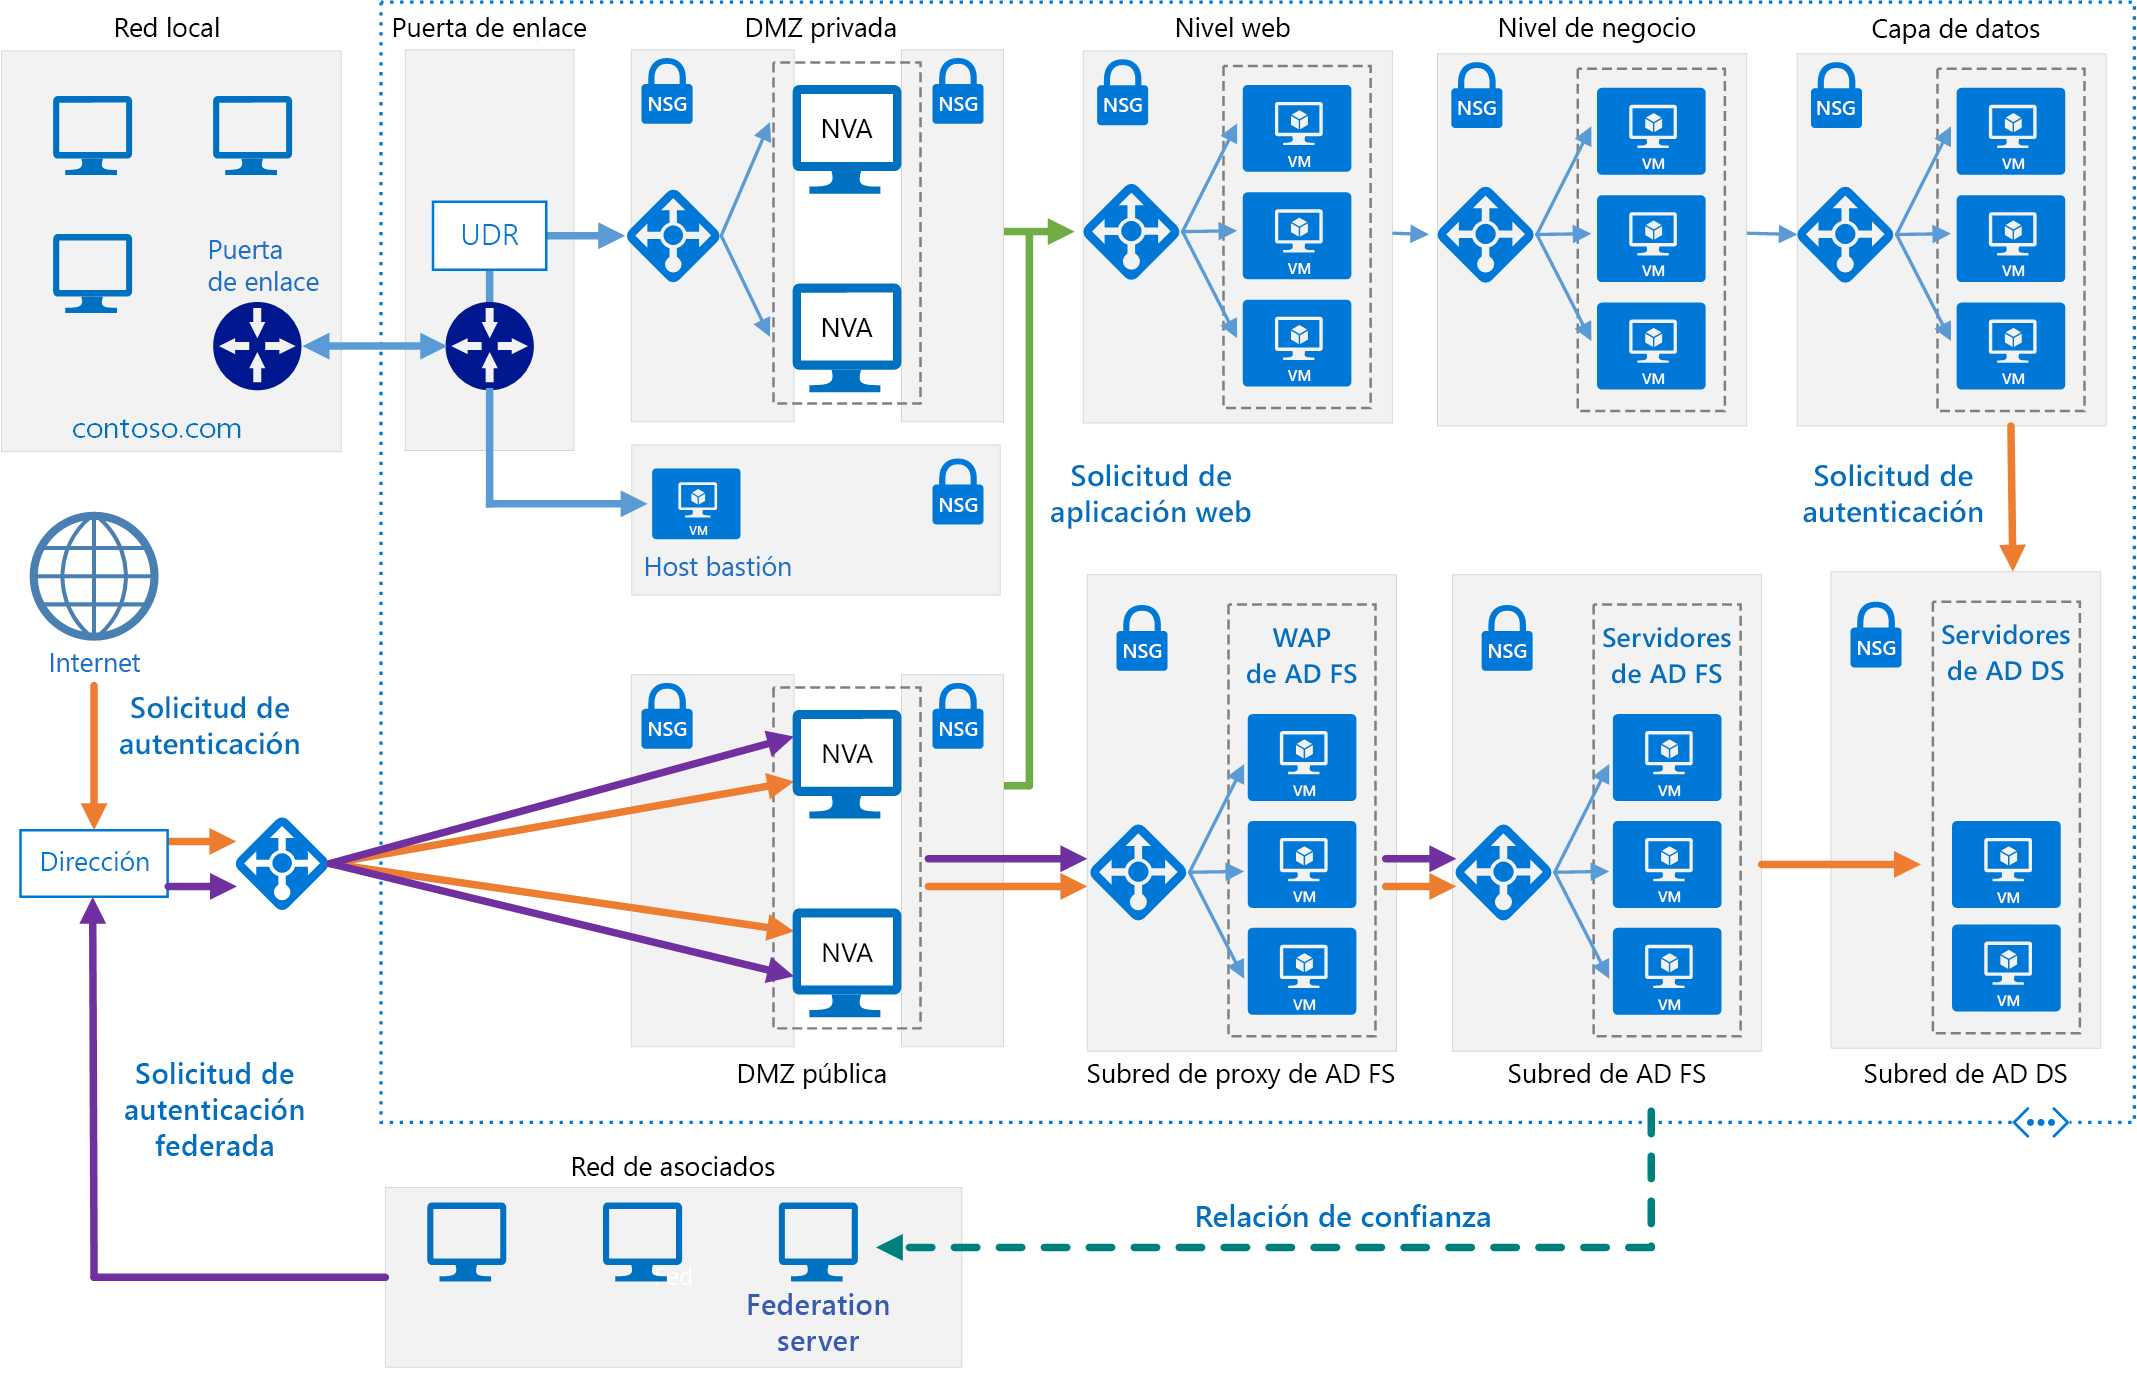 Red local
Puerta de enlace
DMZ privada
Nivel web
Nivel de negocio
Capa de datos
NSG
NVA
NSG
NSG
VM
NSG
VM
NSG
VM
UDR
VM
VM
VM
Puerta
de enlace
NVA
VM
VM
VM
contoso.com
Solicitud de
aplicación web
Solicitud de
autenticación
VM
NSG
Host bastión
Internet
NSG
WAP
de AD FS
NSG
Servidores
de AD FS
NSG
Servidores
de AD DS
Solicitud de
autenticación
NSG
NVA
NSG
VM
VM
Dirección
VM
VM
VM
NVA
VM
VM
VM
DMZ pública
Subred de proxy de AD FS
Subred de AD FS
Subred de AD DS
Solicitud de
autenticación
federada
Red de asociados
Relación de confianza
Fed
Federation
server